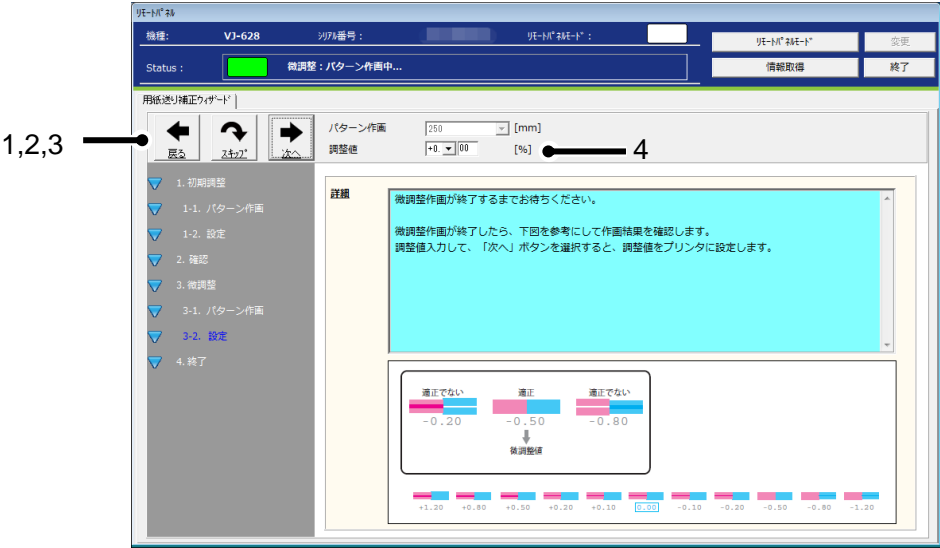 ﾘﾓｰﾄﾊﾟﾈﾙ
機種: VJ-628 ｼﾘｱﾙ番号： ﾘﾓｰﾄﾊﾟﾈﾙﾓｰﾄﾞ：
ﾘﾓｰﾄﾊﾟﾈﾙﾓｰﾄﾞ 変更
Status： 微調整：パターン作画中... 情報取得 終了
用紙送り補正ウィザード
1,2,3
戻る ｽｷｯﾌﾟ 次へ
パターン作画 250 [mm]
調整値 +0. 00 [%] 4
1. 初期調整
1-1. パターン作画
1-2. 設定
2. 確認
3. 微調整
3-1. パターン作画
3-2. 設定
4. 終了
詳細
微調整作画が終了するまでお待ちください。
微調整作画が終了したら、下図を参考にして作画結果を確認します。
調整値入力して、「次へ」ボタンを選択すると、調整値をプリンタに設定します。
適正でない 適正 適正でない
-0.20 -0.50 -0.80
微調整値
+1.20 +0.80 +0.50 +0.20 +0.10 0.00 -0.10 -0.20 -0.50 -0.80 -1.20